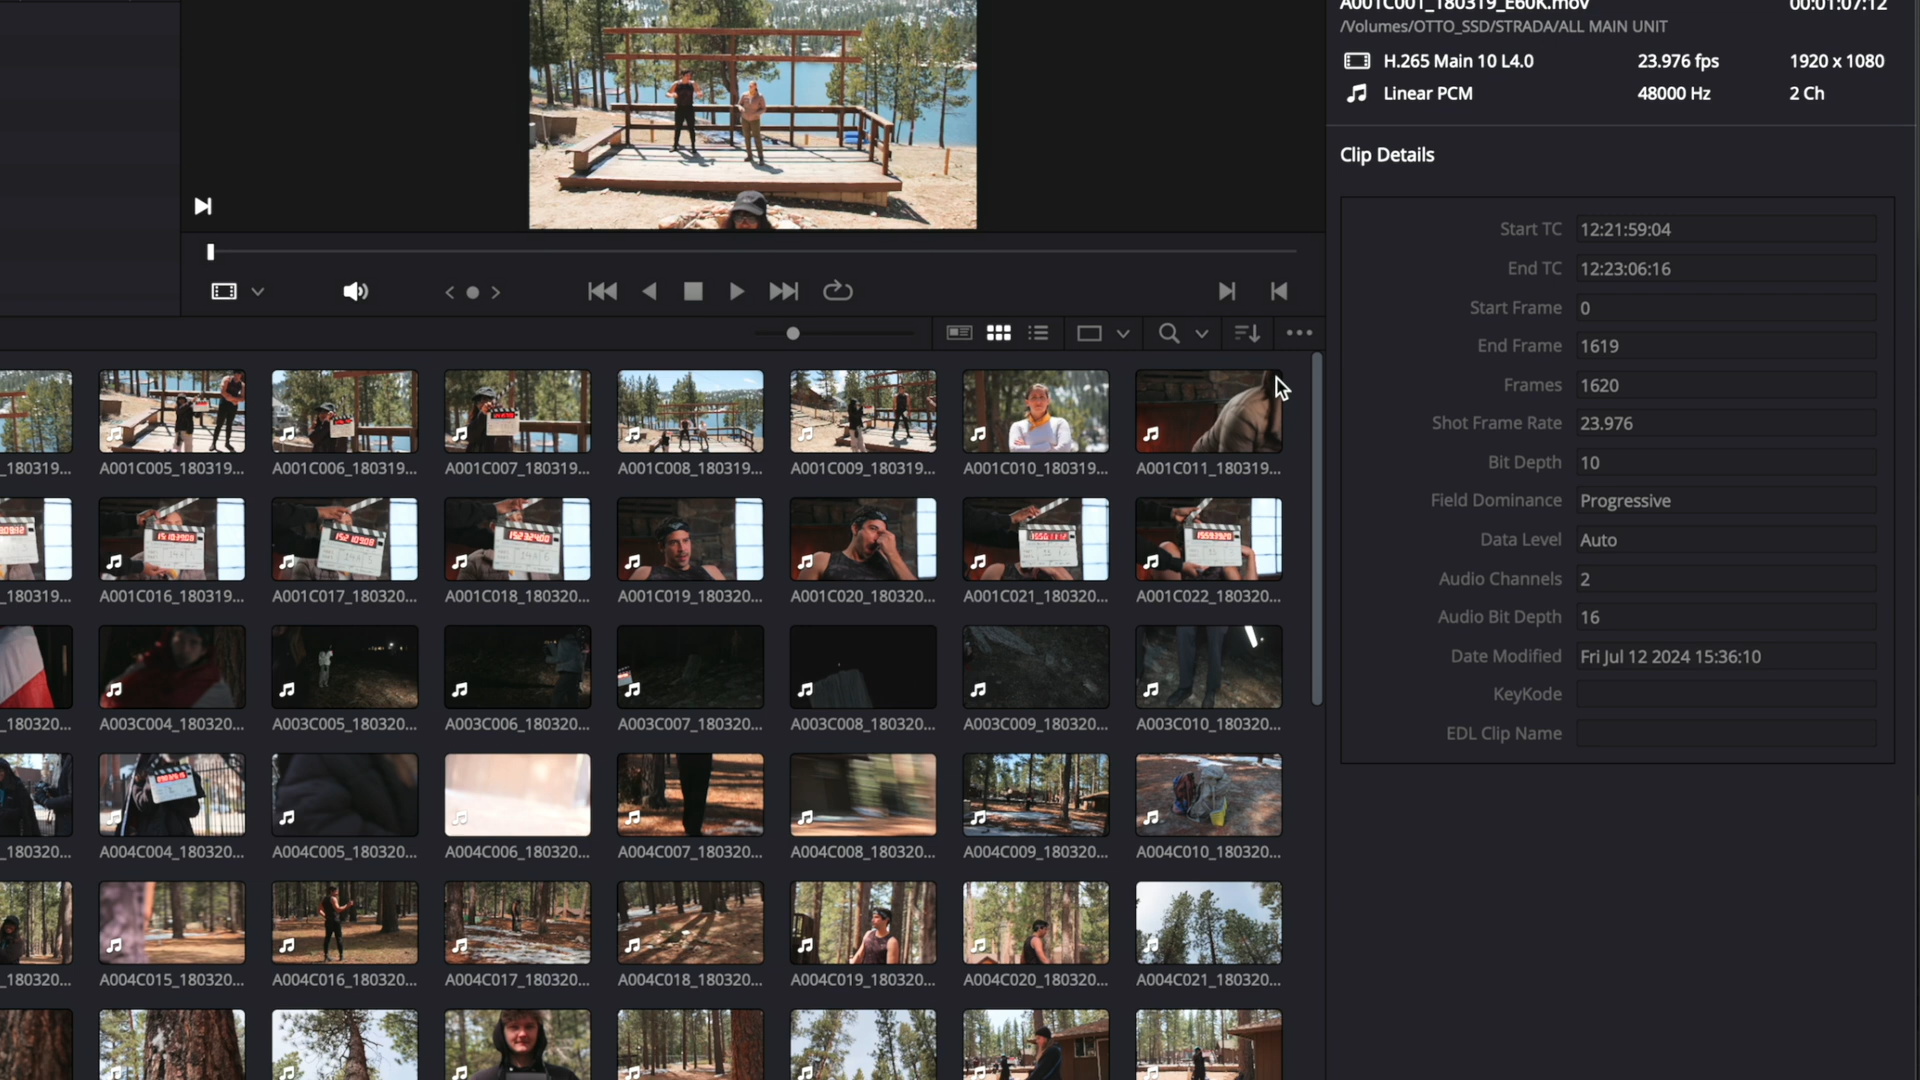 A001C001_180319_E60K.mov 00:01:07:12
/Volumes/OTTO_SSD/STRADA/ALL MAIN UNIT
H.265 Main 10 L4.0 23.976 fps 1920 x 1080
Linear PCM 48000 Hz 2 Ch
Clip Details
Start TC 12:21:59:04
End TC 12:23:06:16
Start Frame 0
End Frame 1619
Frames 1620
Shot Frame Rate 23.976
Bit Depth 10
Field Dominance Progressive
Data Level Auto
Audio Channels 2
Audio Bit Depth 16
Date Modified Fri Jul 12 2024 15:36:10
KeyKode
EDL Clip Name
_180319... A001C005_180319... A001C006_180319... A001C007_180319... A001C008_180319... A001C009_180319... A001C010_180319... A001C011_180319...
_180319... A001C016_180319... A001C017_180320... A001C018_180320... A001C019_180320... A001C020_180320... A001C021_180320... A001C022_180320...
_180320... A003C004_180320... A003C005_180320... A003C006_180320... A003C007_180320... A003C008_180320... A003C009_180320... A003C010_180320...
_180320... A004C004_180320... A004C005_180320... A004C006_180320... A004C007_180320... A004C008_180320... A004C009_180320... A004C010_180320...
_180320... A004C015_180320... A004C016_180320... A004C017_180320... A004C018_180320... A004C019_180320... A004C020_180320... A004C021_180320...